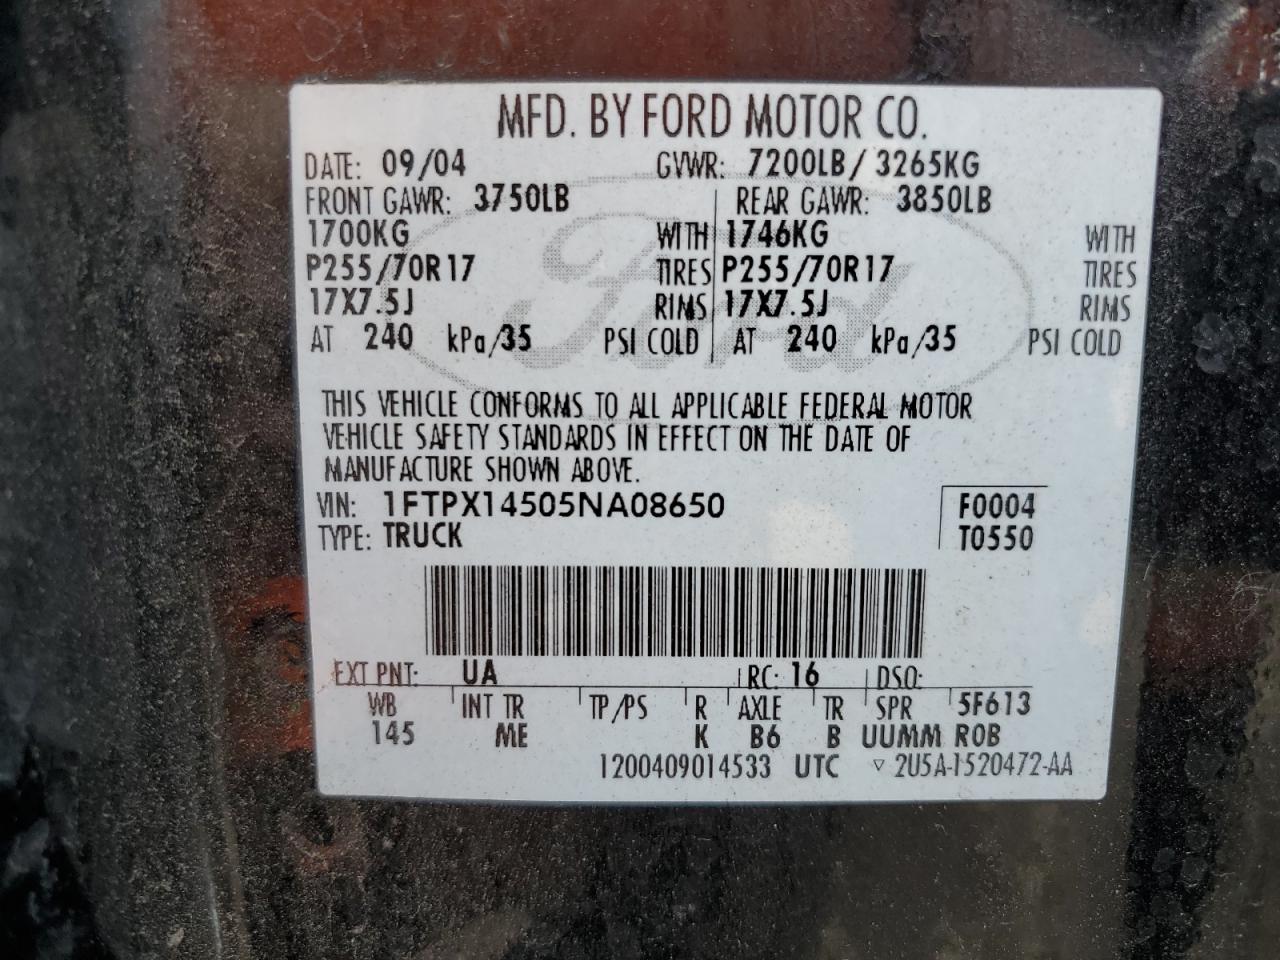 MFD. BY FORD MOTOR CO.
DATE: 09/04 GVWR: 7200LB/ 3265KG
FRONT GAWR: 3750LB REAR GAWR: 3850LB
1700KG WITH 1746KG WITH
P255/70R17 TIRES P255/70R17 TIRES
17X7.5J RIMS 17X7.5J RIMS
AT 240 kPa/35 PSI COLD AT 240 kPa/35 PSI COLD
Ford
THIS VEHICLE CONFORMS TO ALL APPLICABLE FEDERAL MOTOR
VEHICLE SAFETY STANDARDS IN EFFECT ON THE DATE OF
MANUFACTURE SHOWN ABOVE.
VIN: 1FTPX14505NA08650 F0004
TYPE: TRUCK T0550
EXT PNT: UA RC: 16 DSO:
WB INT TR TP/PS R AXLE TR SPR 5F613
145 ME K B6 B UUMM ROB
1200409014533 UTC ▽ 2U5A-1520472-AA